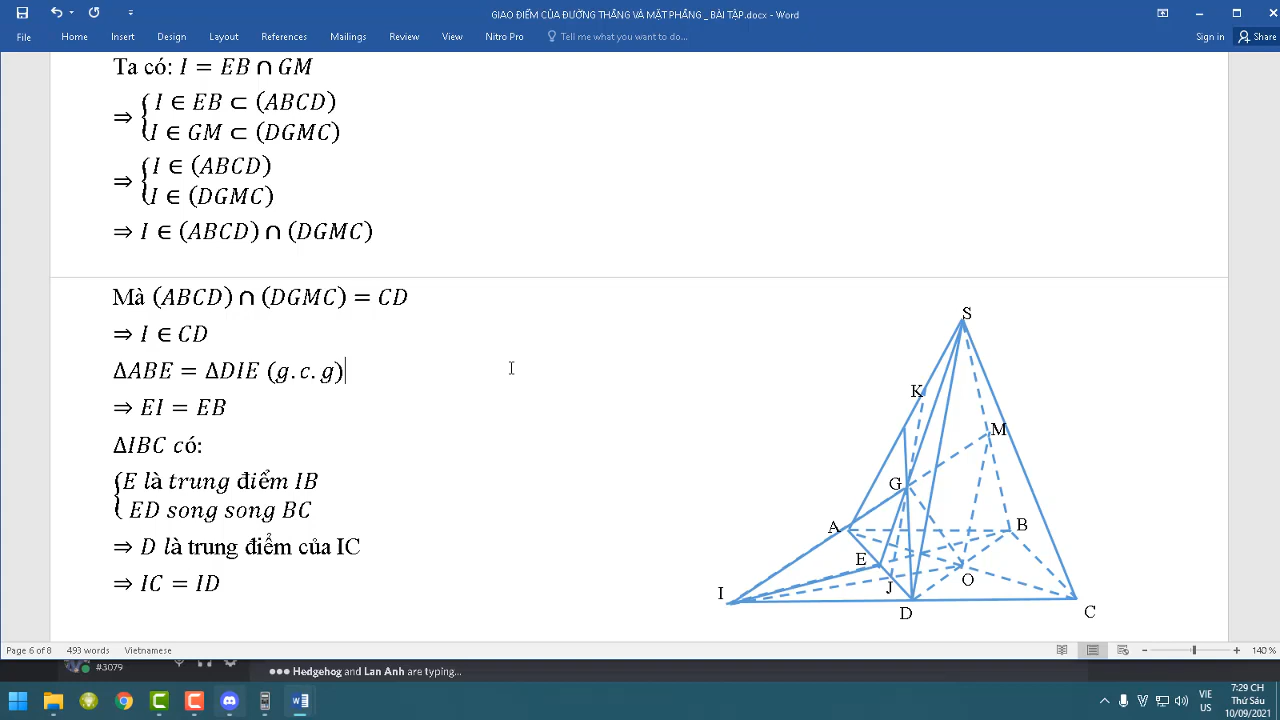 GIAO ĐIỂM CỦA ĐƯỜNG THẲNG VÀ MẶT PHẲNG _ BÀI TẬP.docx - Word
File Home Insert Design Layout References Mailings Review View Nitro Pro Tell me what you want to do... Sign in Share
Ta có: I = EB ∩ GM
⇒ { I ∈ EB ⊂ (ABCD)
I ∈ GM ⊂ (DGMC)
⇒ { I ∈ (ABCD)
I ∈ (DGMC)
⇒ I ∈ (ABCD) ∩ (DGMC)
Mà (ABCD) ∩ (DGMC) = CD
⇒ I ∈ CD
ΔABE = ΔDIE (g.c.g)
⇒ EI = EB
ΔIBC có:
{ E là trung điểm IB
ED song song BC
⇒ D là trung điểm của IC
⇒ IC = ID
S
K
M
G
A
B
E
J
O
I
D
C
Page 6 of 8 493 words Vietnamese 140 %
#3079 Hedgehog and Lan Anh are typing...
VIE
US
7:29 CH
Thứ Sáu
10/09/2021